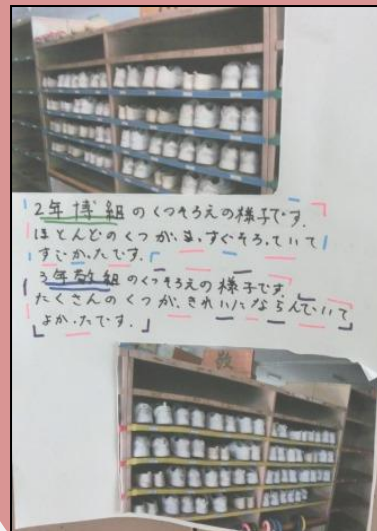 2年博組のくつそろえの様子です。
ほとんどのくつが、まっすぐそろっていて
すごかったです。
3年敬組のくつそろえの様子です。
たくさんのくつが、きれいにならんでいて
よかったです。
敬